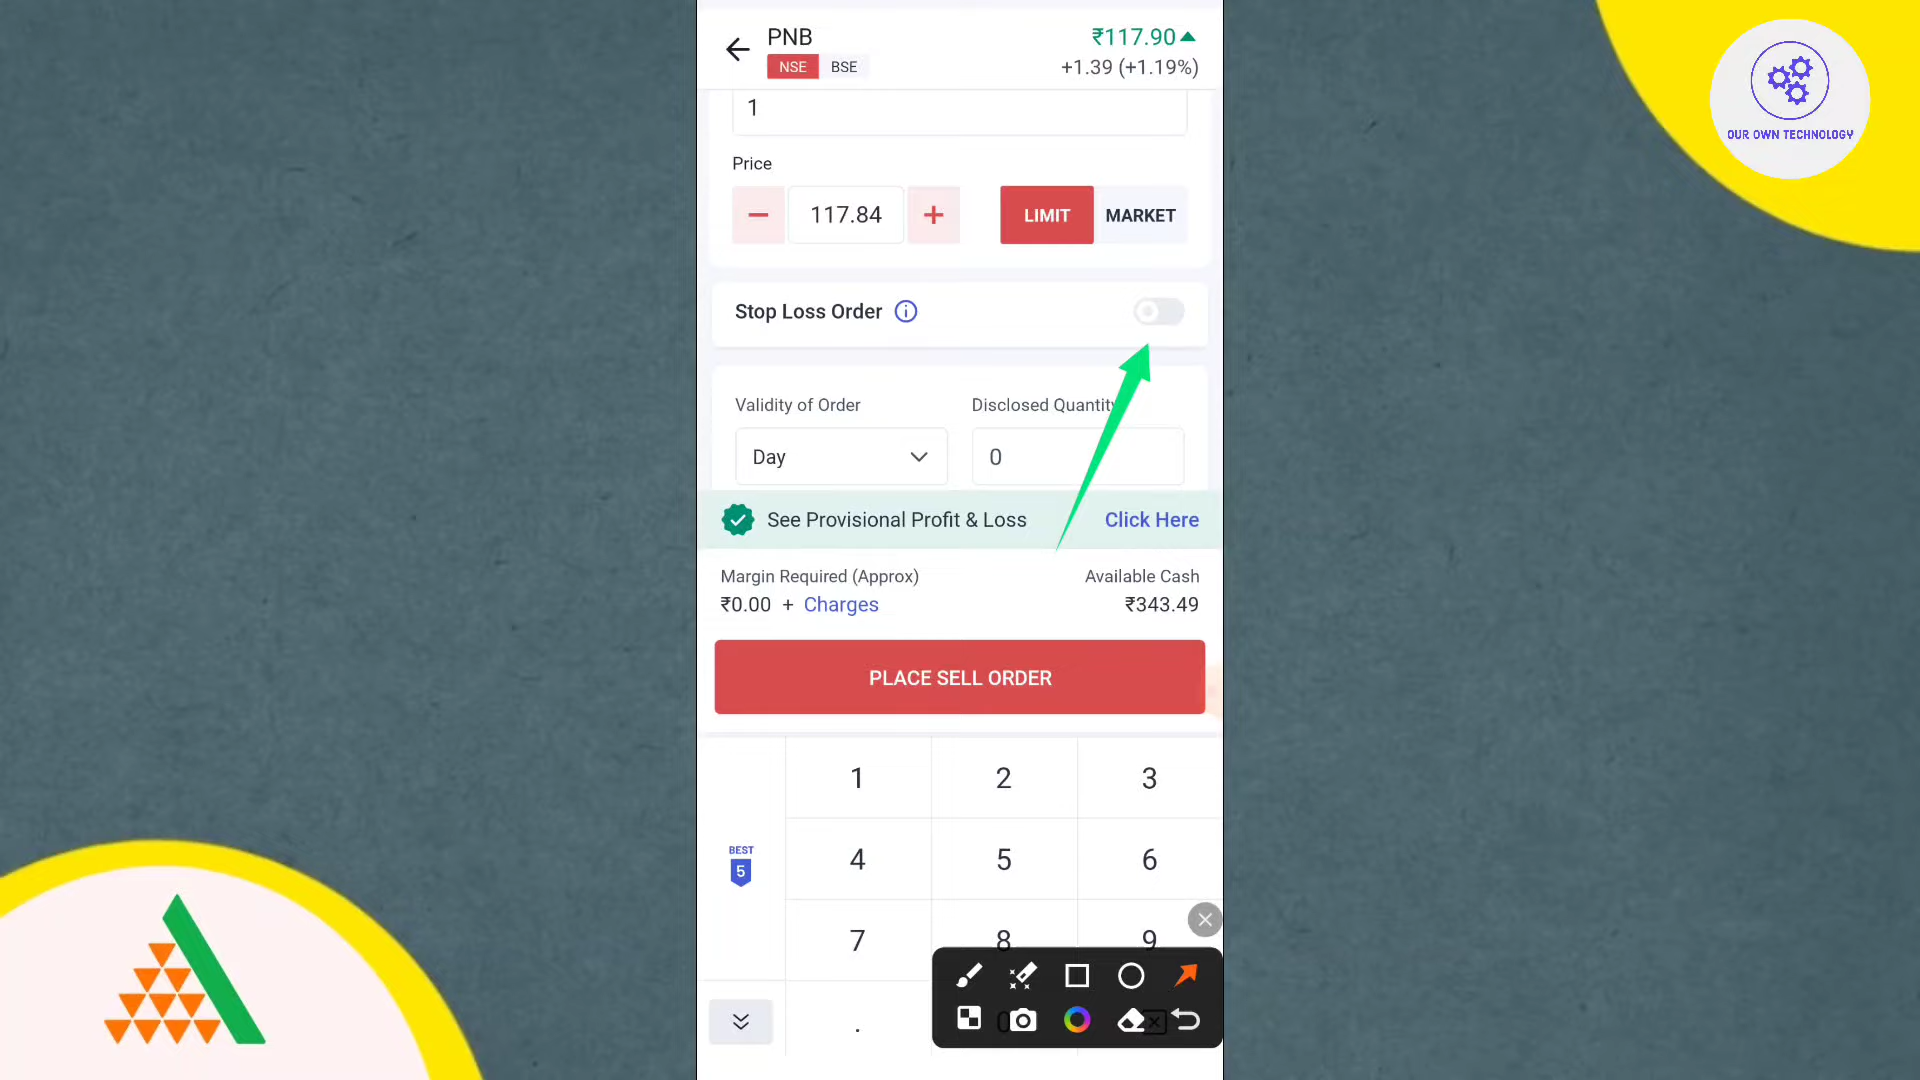 PNB
₹117.90
NSE
BSE
+1.39 (+1.19%)
1
Price
117.84
LIMIT
MARKET
Stop Loss Order
Validity of Order
Disclosed Quantity
Day
0
See Provisional Profit & Loss
Click Here
Margin Required (Approx)
Available Cash
₹0.00 + Charges
₹343.49
PLACE SELL ORDER
1
2
3
BEST
5
4
5
6
7
8
9
.
0
OUR OWN TECHNOLOGY